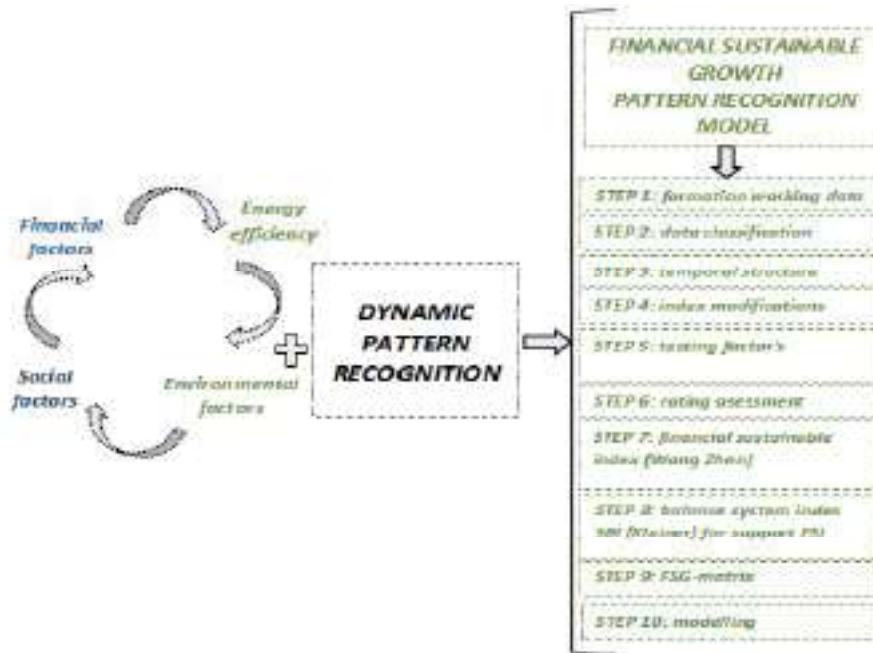 FINANCIAL SUSTAINABLE
GROWTH
PATTERN RECOGNITION
MODEL
Financial
factors
Energy
efficiency
Social
factors
Environmental
factors
DYNAMIC
PATTERN
RECOGNITION
STEP 1: formation working data
STEP 2: data classification
STEP 3: temporal structure
STEP 4: index modifications
STEP 5: testing factor's
STEP 6: rating assessment
STEP 7: financial sustainable
index (Wang Zhen)
STEP 8: balance system index
for support
STEP 9: FSG-matrix
STEP 10: modelling